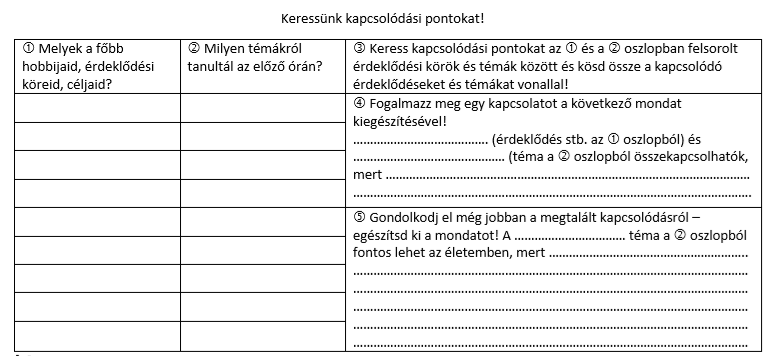 Keressünk kapcsolódási pontokat!
① Melyek a főbb
hobbijaid, érdeklődési
köreid, céljaid?
② Milyen témákról
tanultál az előző órán?
③ Keress kapcsolódási pontokat az ① és a ② oszlopban felsorolt
érdeklődési körök és témák között és kösd össze a kapcsolódó
érdeklődéseket és témákat vonallal!
④ Fogalmazz meg egy kapcsolatot a következő mondat
kiegészítésével!
…………………………………… (érdeklődés stb. az ① oszlopból) és
………………………………………… (téma a ② oszlopból összekapcsolhatók,
mert ……………………………………………………………………………………………………
………………………………………………………………………………………………………………
⑤ Gondolkodj el még jobban a megtalált kapcsolódásról –
egészítsd ki a mondatot! A ……………………………… téma a ② oszlopból
fontos lehet az életemben, mert ………………………………………………………
………………………………………………………………………………………………………………
………………………………………………………………………………………………………………
………………………………………………………………………………………………………………
………………………………………………………………………………………………………………
………………………………………………………………………………………………………………